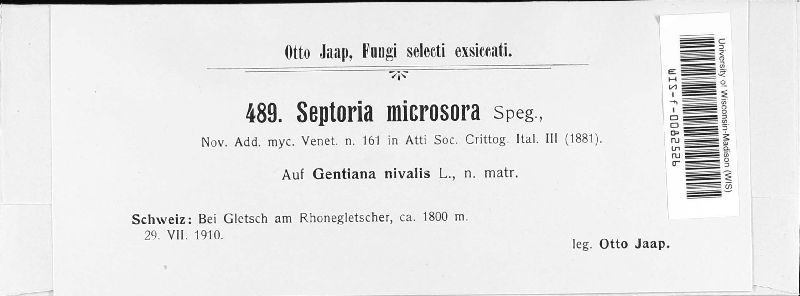 Otto Jaap, Fungi selecti exsiccati.
489. Septoria microsora Speg.,
Nov. Add. myc. Venet. n. 161 in Atti Soc. Crittog. Ital. III (1881).
Auf Gentiana nivalis L., n. matr.
Schweiz: Bei Gletsch am Rhonegletscher, ca. 1800 m.
29. VII. 1910.
leg. Otto Jaap.
University of Wisconsin-Madison (WIS)
WIS-f-0082526